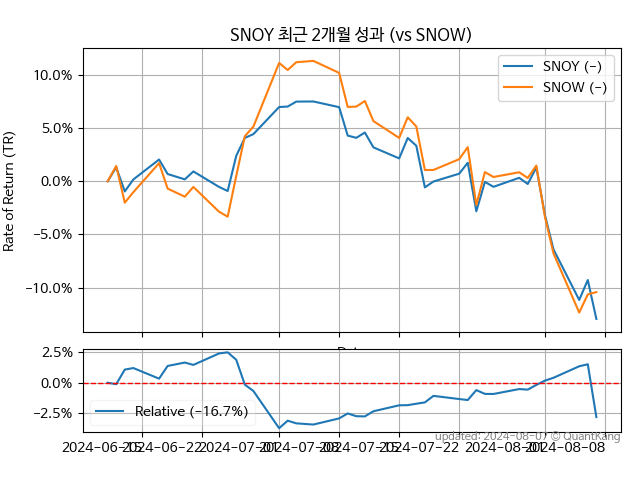 SNOY 최근 2개월 성과 (vs SNOW)
SNOY (-)
SNOW (-)
Rate of Return (TR)
10.0%
5.0%
0.0%
−5.0%
−10.0%
2.5%
0.0%
−2.5%
Relative (-16.7%)
2024-06-15
2024-06-22
2024-07-01
2024-07-08
2024-07-15
2024-07-22
2024-08-01
2024-08-08
updated: 2024-08-07 © QuantKang